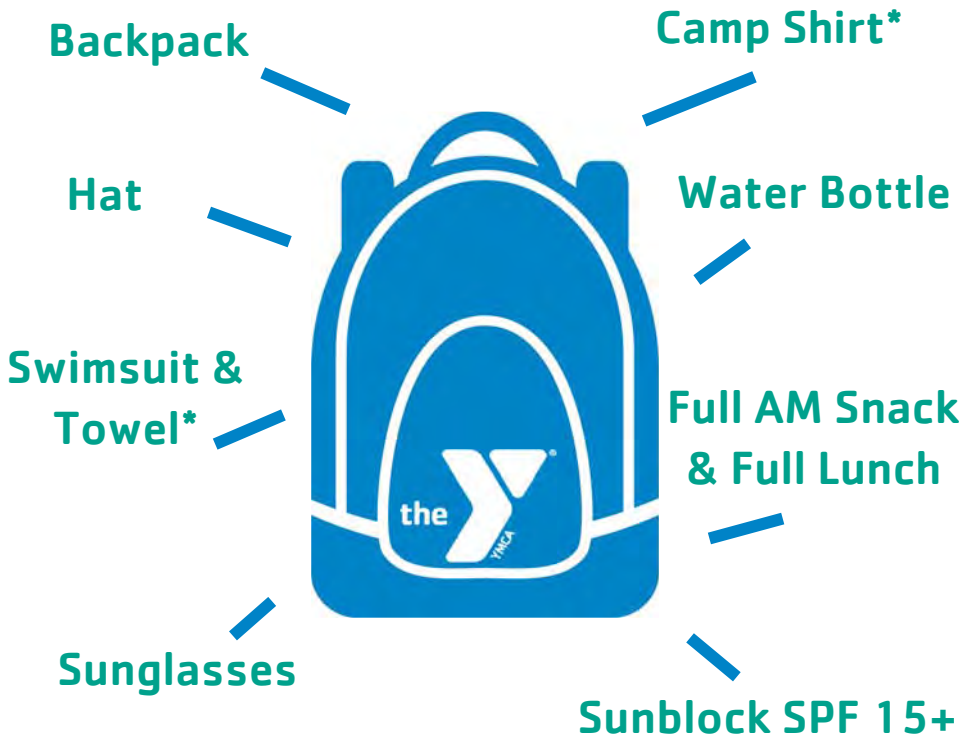 Backpack
Camp Shirt*
Hat
Water Bottle
Swimsuit &
Towel*
Full AM Snack
& Full Lunch
the
Y®
YMCA
Sunglasses
Sunblock SPF 15+